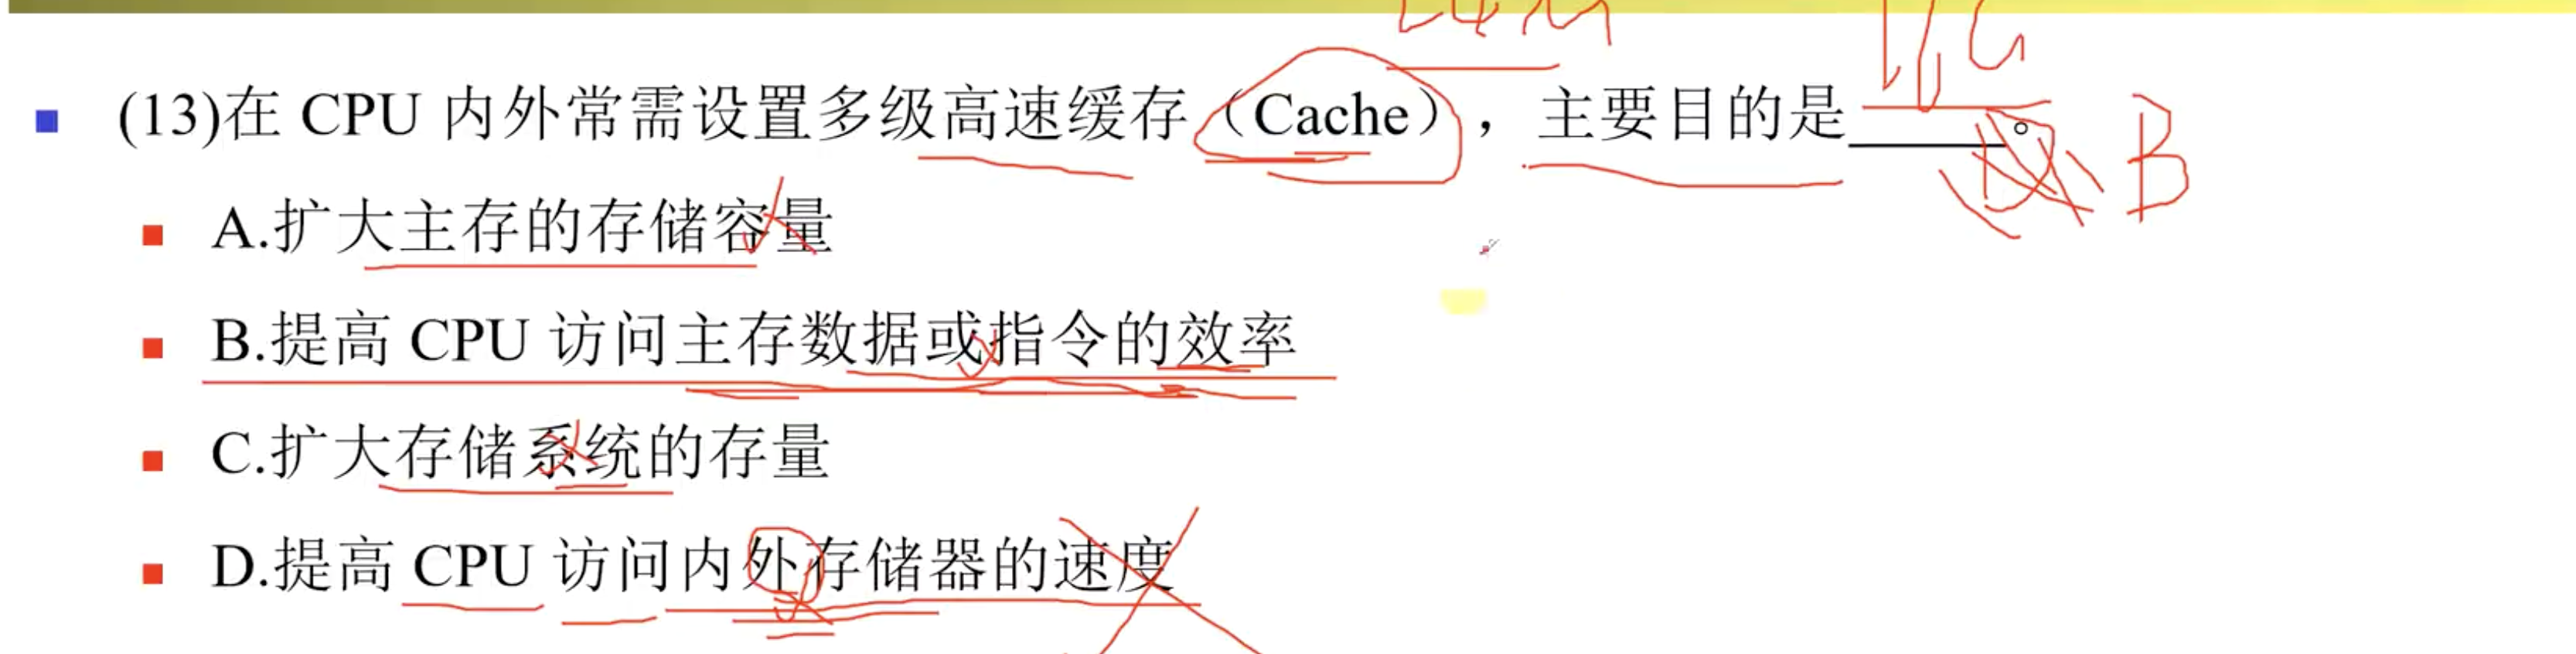 (13)在 CPU 内外常需设置多级高速缓存（Cache），主要目的是______。
B
A.扩大主存的存储容量
B.提高 CPU 访问主存数据或指令的效率
C.扩大存储系统的存量
D.提高 CPU 访问内外存储器的速度